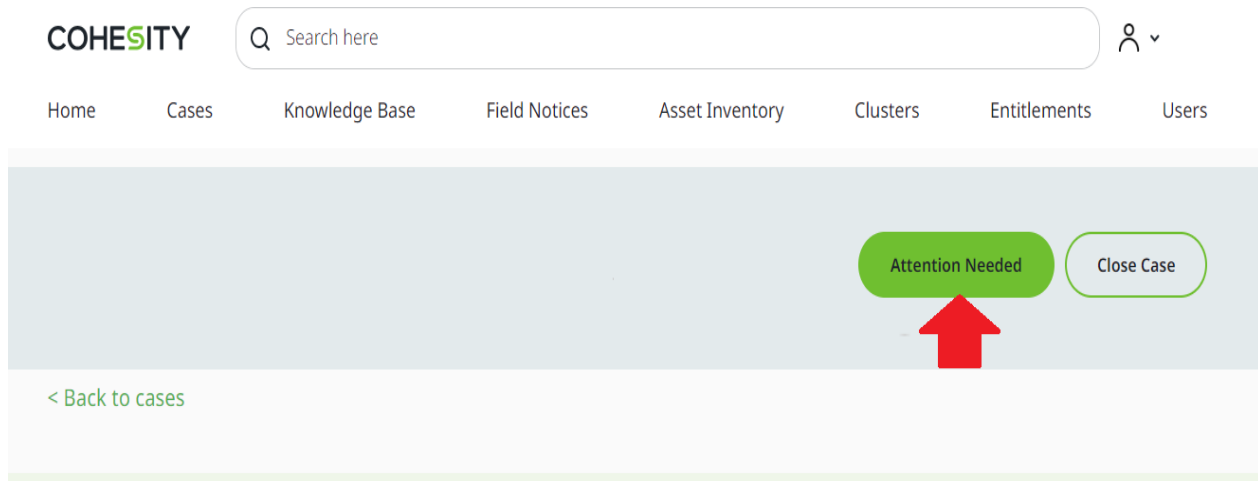 COHESITY
Search here
Home Cases Knowledge Base Field Notices Asset Inventory Clusters Entitlements Users
Attention Needed Close Case
< Back to cases